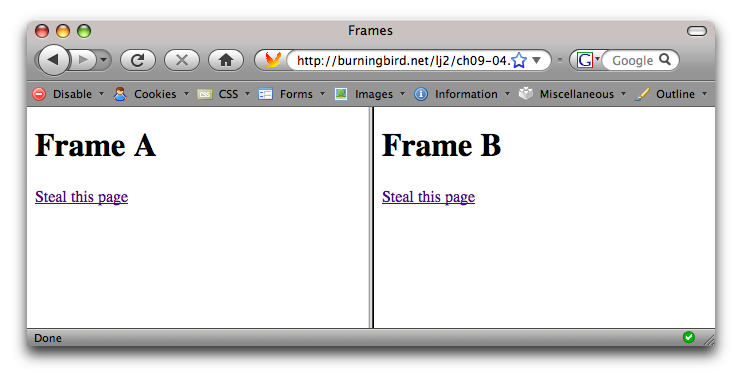 Frames
http://burningbird.net/lj2/ch09-04.
G Google
Disable Cookies CSS CSS Forms Images Information Miscellaneous Outline
Frame A
Steal this page
Frame B
Steal this page
Done